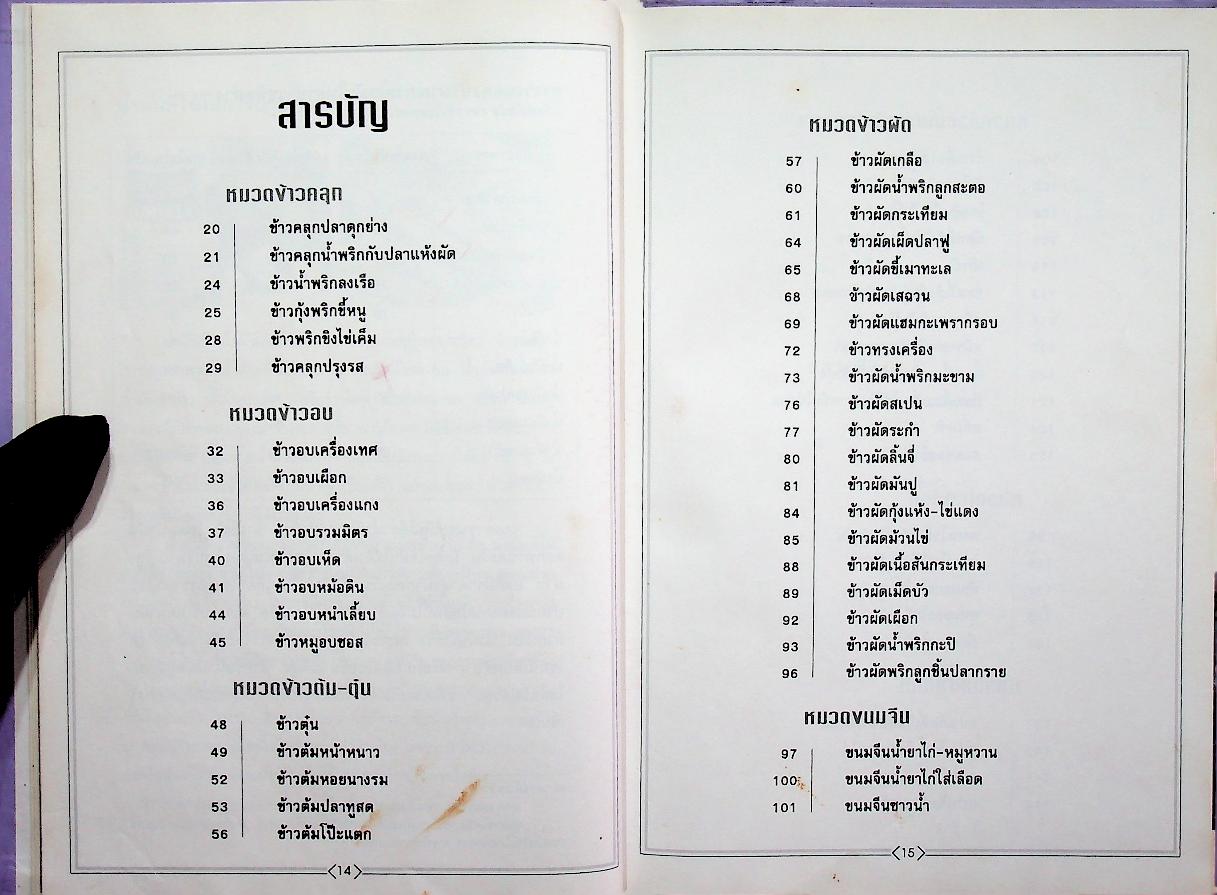 สารบัญ
หมวดข้าวคลุก
20 ข้าวคลุกปลาดุกย่าง
21 ข้าวคลุกน้ำพริกกับปลาแห้งผัด
24 ข้าวน้ำพริกลงเรือ
25 ข้าวกุ้งพริกขี้หนู
28 ข้าวพริกขิงไข่เค็ม
29 ข้าวคลุกปรุงรส
หมวดข้าวอบ
32 ข้าวอบเครื่องเทศ
33 ข้าวอบเผือก
36 ข้าวอบเครื่องแกง
37 ข้าวอบรวมมิตร
40 ข้าวอบเห็ด
41 ข้าวอบหม้อดิน
44 ข้าวอบหนำเลี้ยบ
45 ข้าวหมูอบซอส
หมวดข้าวต้ม-ตุ๋น
48 ข้าวตุ๋น
49 ข้าวต้มหน้าหนาว
52 ข้าวต้มหอยนางรม
53 ข้าวต้มปลาทูสด
56 ข้าวต้มโป๊ะแตก
14
หมวดข้าวผัด
57 ข้าวผัดเกลือ
60 ข้าวผัดน้ำพริกลูกสะตอ
61 ข้าวผัดกระเทียม
64 ข้าวผัดเผ็ดปลาฟู
65 ข้าวผัดขี้เมาทะเล
68 ข้าวผัดเสฉวน
69 ข้าวผัดแฮมกะเพรากรอบ
72 ข้าวทรงเครื่อง
73 ข้าวผัดน้ำพริกมะขาม
76 ข้าวผัดสเปน
77 ข้าวผัดระกำ
80 ข้าวผัดลิ้นจี่
81 ข้าวผัดมันปู
84 ข้าวผัดกุ้งแห้ง-ไข่แดง
85 ข้าวผัดม้วนไข่
88 ข้าวผัดเนื้อสันกระเทียม
89 ข้าวผัดเม็ดบัว
92 ข้าวผัดเผือก
93 ข้าวผัดน้ำพริกกะปิ
96 ข้าวผัดพริกลูกชิ้นปลากราย
หมวดขนมจีน
97 ขนมจีนน้ำยาไก่-หมูหวาน
100 ขนมจีนน้ำยาไก่ใส่เลือด
101 ขนมจีนซาวน้ำ
15